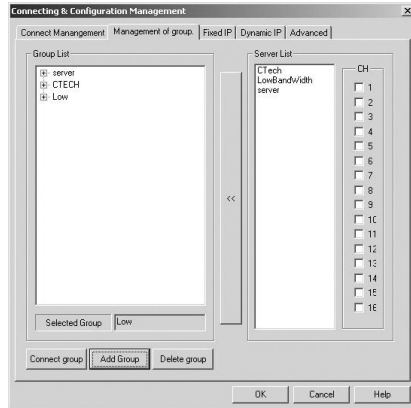 Connecting & Configuration Management
Connect Manangement
Management of group.
Fixed IP
Dynamic IP
Advanced
Group List
server
CTECH
Low
Selected Group
Low
Connect group
Add Group
Delete group
<<
Server List
CTech
LowBandWidth
server
CH
1
2
3
4
5
6
7
8
9
10
11
12
13
14
15
16
OK
Cancel
Help